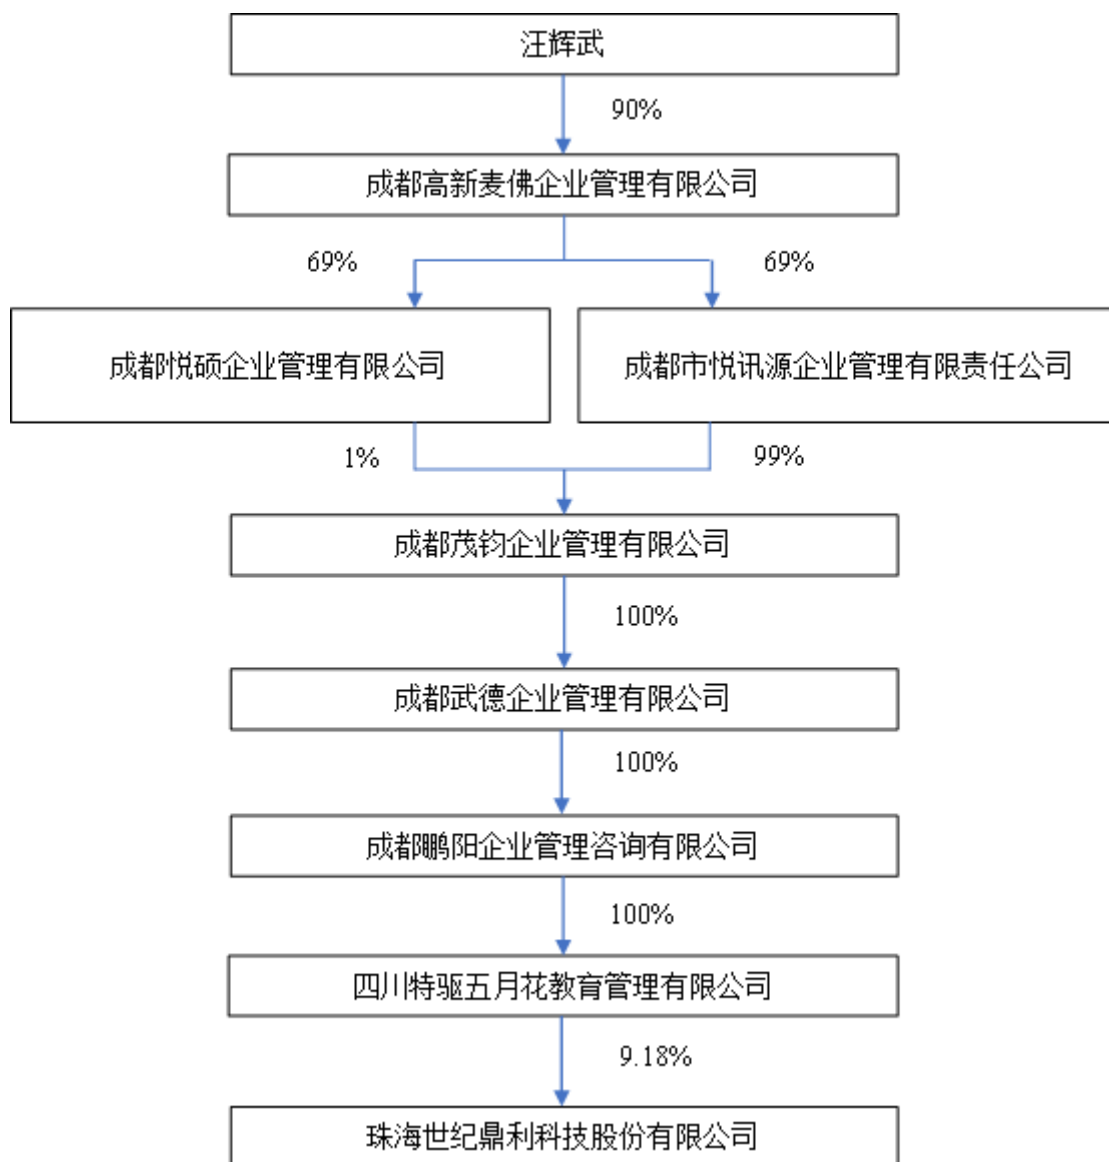 汪辉武
90%
成都高新麦佛企业管理有限公司
69%
69%
成都悦硕企业管理有限公司
成都市悦讯源企业管理有限责任公司
1%
99%
成都茂钧企业管理有限公司
100%
成都武德企业管理有限公司
100%
成都鹏阳企业管理咨询有限公司
100%
四川特驱五月花教育管理有限公司
9.18%
珠海世纪鼎利科技股份有限公司